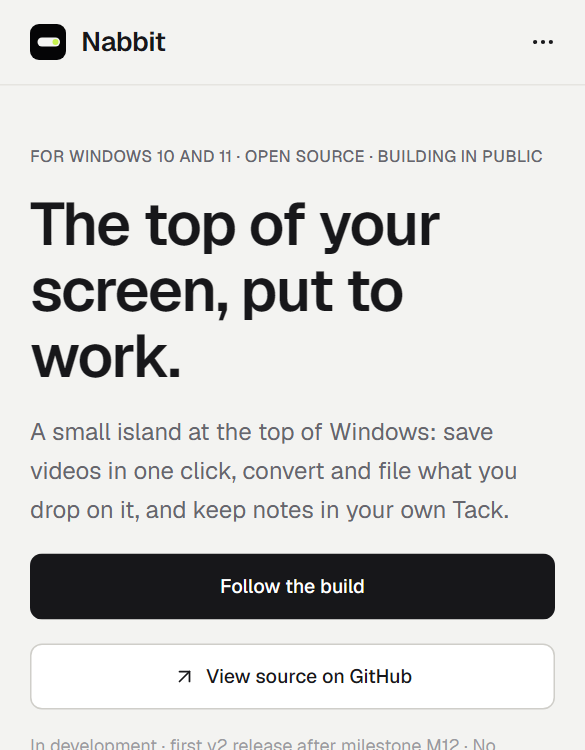 Nabbit
FOR WINDOWS 10 AND 11 · OPEN SOURCE · BUILDING IN PUBLIC
The top of your
screen, put to
work.
A small island at the top of Windows: save
videos in one click, convert and file what you
drop on it, and keep notes in your own Tack.
Follow the build
View source on GitHub
In development · first v2 release after milestone M12 · No